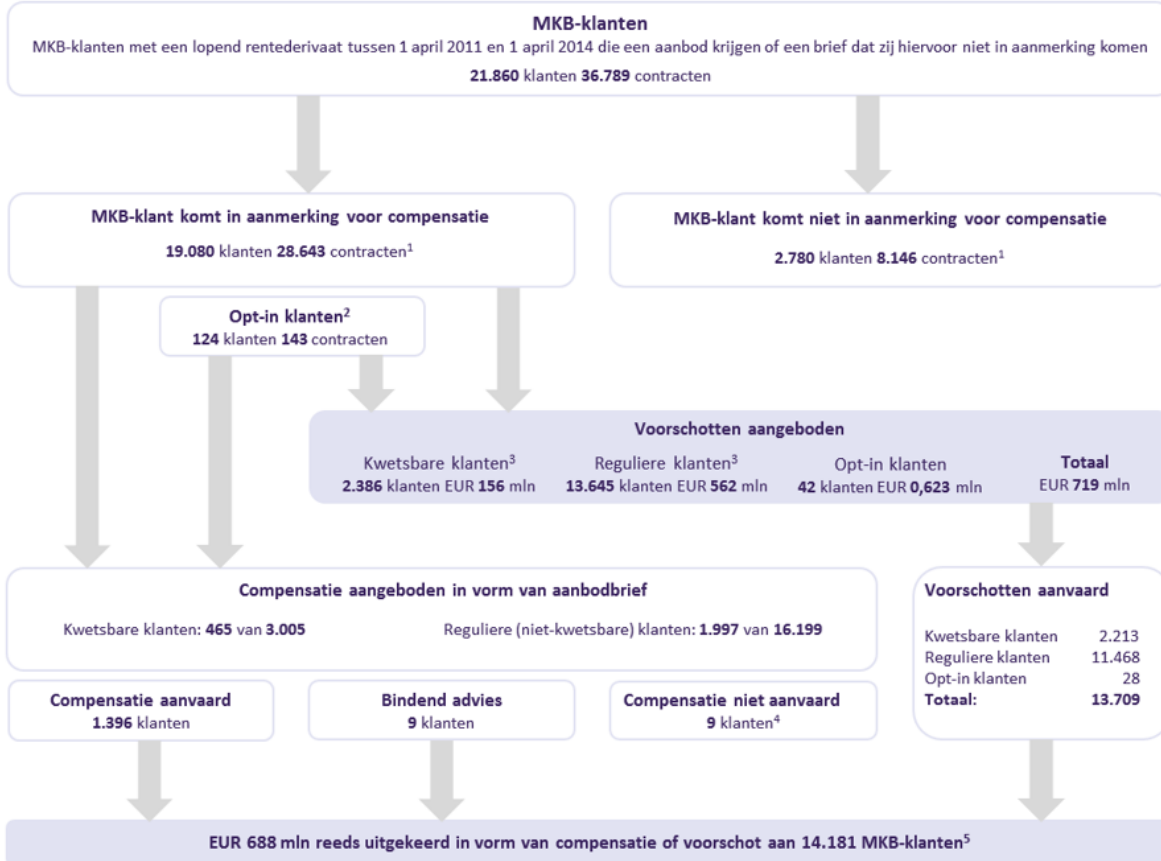 MKB-klanten
MKB-klanten met een lopend rentederivaat tussen 1 april 2011 en 1 april 2014 die een aanbod krijgen of een brief dat zij hiervoor niet in aanmerking komen
21.860 klanten 36.789 contracten
MKB-klant komt in aanmerking voor compensatie
19.080 klanten 28.643 contracten¹
MKB-klant komt niet in aanmerking voor compensatie
2.780 klanten 8.146 contracten¹
Opt-in klanten²
124 klanten 143 contracten
Voorschotten aangeboden
Kwetsbare klanten³
2.386 klanten EUR 156 mln
Reguliere klanten³
13.645 klanten EUR 562 mln
Opt-in klanten
42 klanten EUR 0,623 mln
Totaal
EUR 719 mln
Compensatie aangeboden in vorm van aanbodbrief
Kwetsbare klanten: 465 van 3.005
Reguliere (niet-kwetsbare) klanten: 1.997 van 16.199
Voorschotten aanvaard
Kwetsbare klanten 2.213
Reguliere klanten 11.468
Opt-in klanten 28
Totaal: 13.709
Compensatie aanvaard
1.396 klanten
Bindend advies
9 klanten
Compensatie niet aanvaard
9 klanten⁴
EUR 688 mln reeds uitgekeerd in vorm van compensatie of voorschot aan 14.181 MKB-klanten⁵